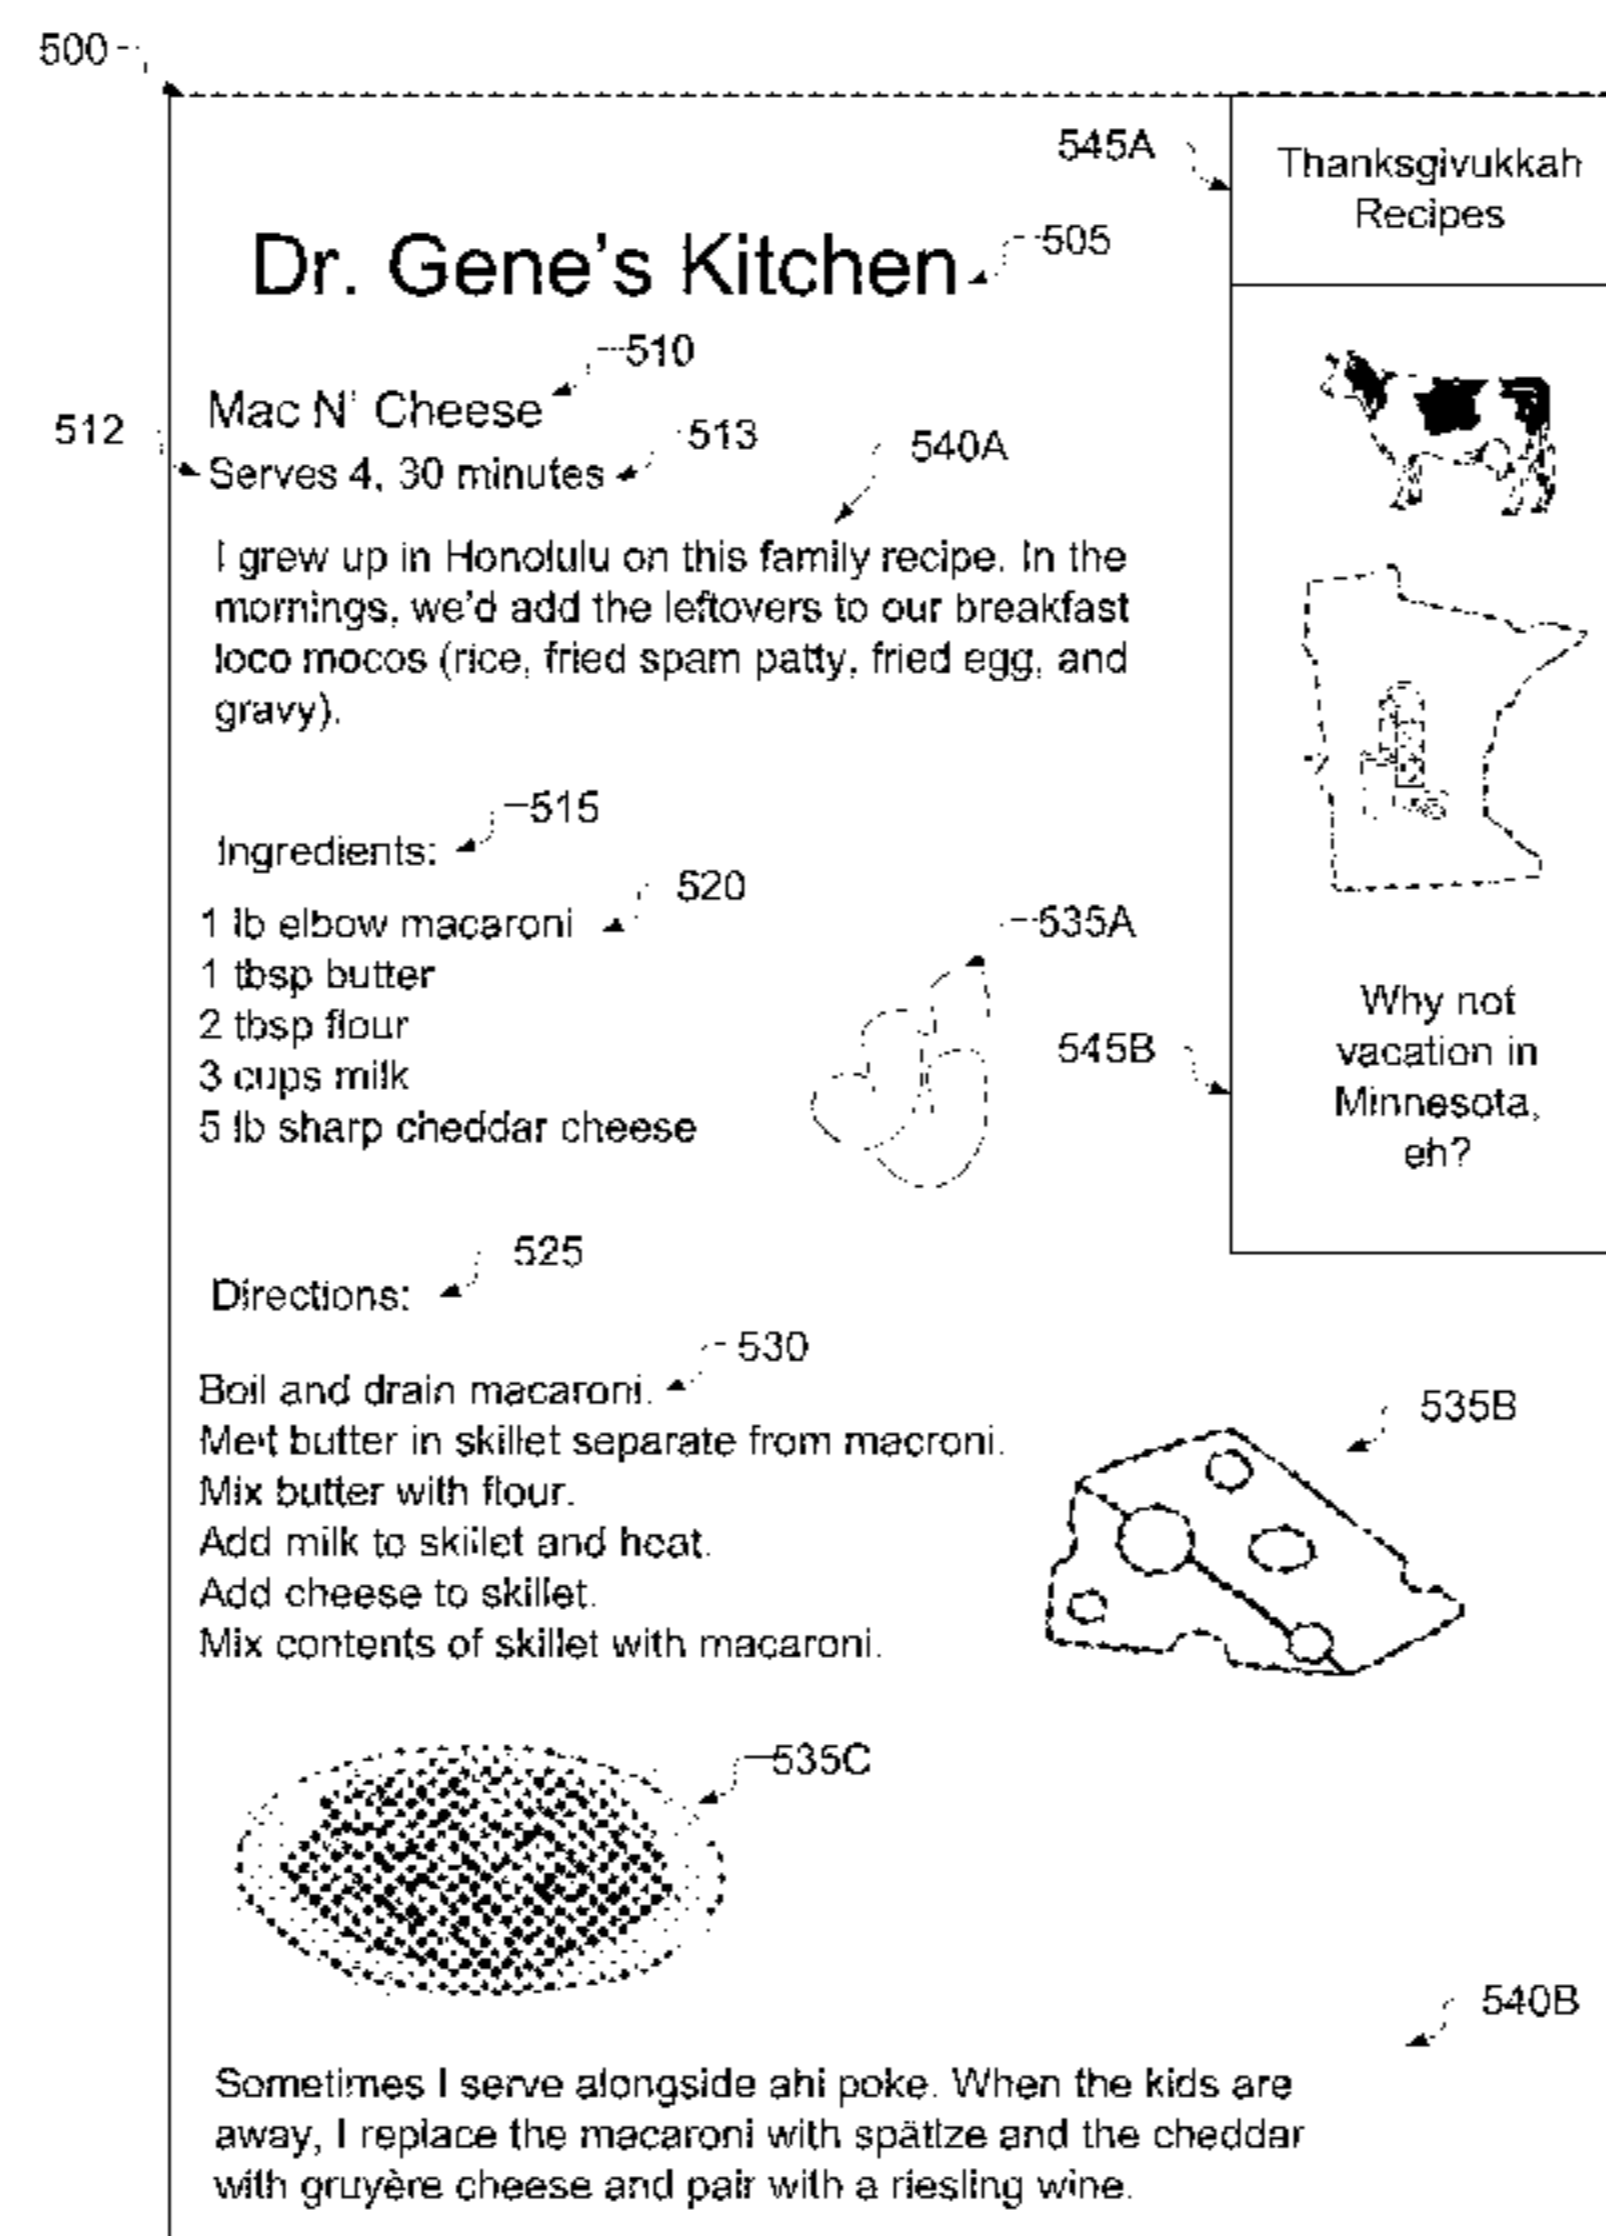 500
545A
Thanksgivukkah
Recipes
Dr. Gene's Kitchen
505
510
Mac N' Cheese
512
513
Serves 4, 30 minutes
540A
I grew up in Honolulu on this family recipe. In the
mornings, we'd add the leftovers to our breakfast
loco mocos (rice, fried spam patty, fried egg, and
gravy).
515
Ingredients:
520
1 lb elbow macaroni
1 tbsp butter
2 tbsp flour
3 cups milk
5 lb sharp cheddar cheese
535A
545B
Why not
vacation in
Minnesota,
eh?
525
Directions:
530
Boil and drain macaroni.
Melt butter in skillet separate from macroni.
Mix butter with flour.
Add milk to skillet and heat.
Add cheese to skillet.
Mix contents of skillet with macaroni.
535B
535C
540B
Sometimes I serve alongside ahi poke. When the kids are
away, I replace the macaroni with spätlze and the cheddar
with gruyère cheese and pair with a riesling wine.